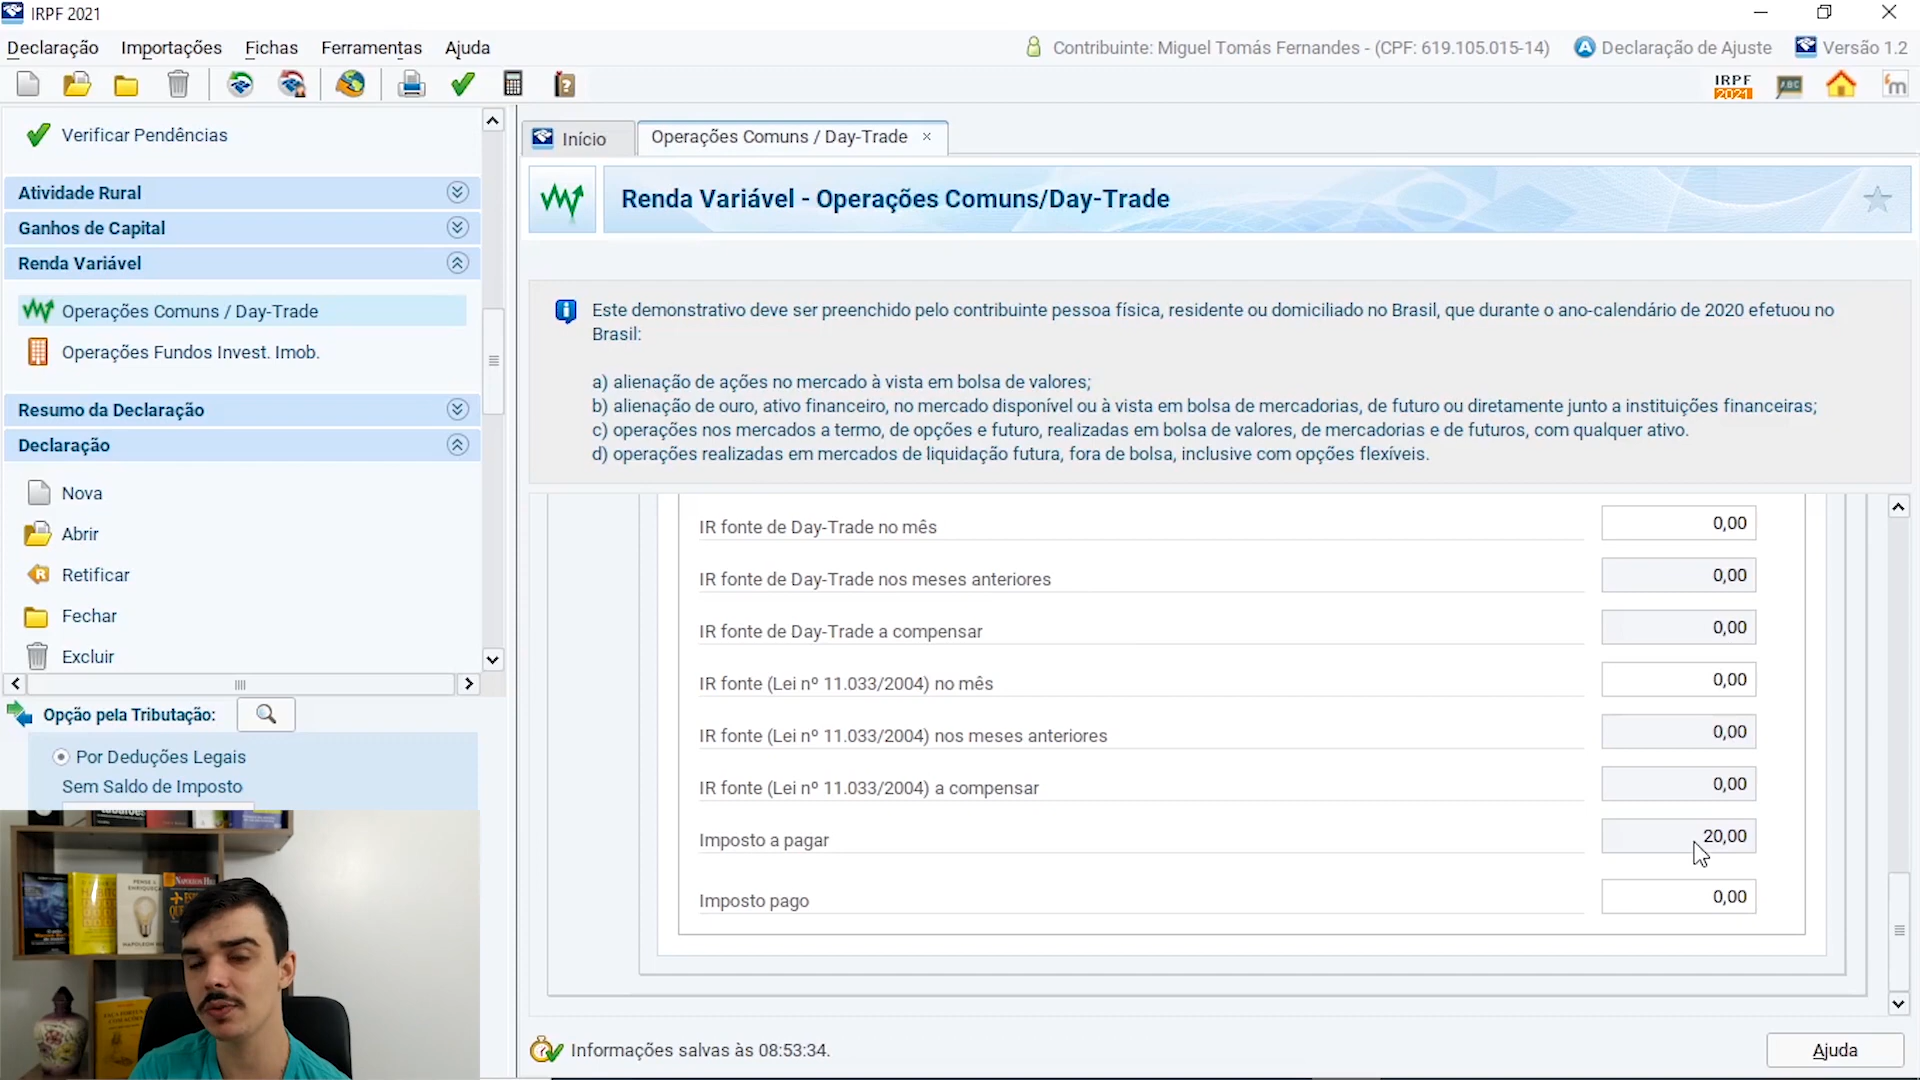 IRPF 2021
Declaração Importações Fichas Ferramentas Ajuda
Contribuinte: Miguel Tomás Fernandes - (CPF: 619.105.015-14) Declaração de Ajuste Versão 1.2
IRPF
2021
ABC
Verificar Pendências
Atividade Rural
Ganhos de Capital
Renda Variável
Operações Comuns / Day-Trade
Operações Fundos Invest. Imob.
Resumo da Declaração
Declaração
Nova
Abrir
Retificar
Fechar
Excluir
Opção pela Tributação:
Por Deduções Legais
Sem Saldo de Imposto
Início
Operações Comuns / Day-Trade ×
Renda Variável - Operações Comuns/Day-Trade
Este demonstrativo deve ser preenchido pelo contribuinte pessoa física, residente ou domiciliado no Brasil, que durante o ano-calendário de 2020 efetuou no
Brasil:
a) alienação de ações no mercado à vista em bolsa de valores;
b) alienação de ouro, ativo financeiro, no mercado disponível ou à vista em bolsa de mercadorias, de futuro ou diretamente junto a instituições financeiras;
c) operações nos mercados a termo, de opções e futuro, realizadas em bolsa de valores, de mercadorias e de futuros, com qualquer ativo.
d) operações realizadas em mercados de liquidação futura, fora de bolsa, inclusive com opções flexíveis.
IR fonte de Day-Trade no mês 0,00
IR fonte de Day-Trade nos meses anteriores 0,00
IR fonte de Day-Trade a compensar 0,00
IR fonte (Lei nº 11.033/2004) no mês 0,00
IR fonte (Lei nº 11.033/2004) nos meses anteriores 0,00
IR fonte (Lei nº 11.033/2004) a compensar 0,00
Imposto a pagar 20,00
Imposto pago 0,00
Informações salvas às 08:53:34.
Ajuda
PENSE E
ENRIQUEÇA
NAPOLEON HILL